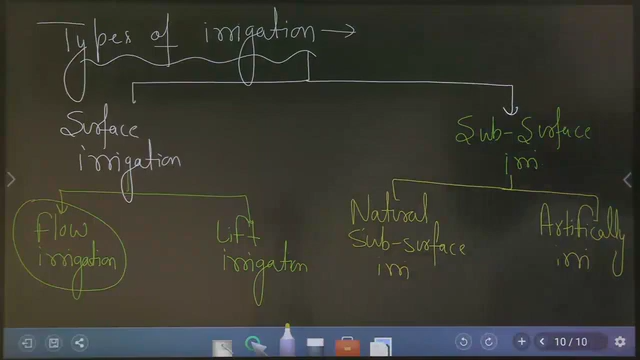 Types of irrigation →
Surface
irrigation
Sub-Surface
irri
Flow
irrigation
Lift
irrigation
Natural
Sub-surface
irri
Artifically
irri
10/10